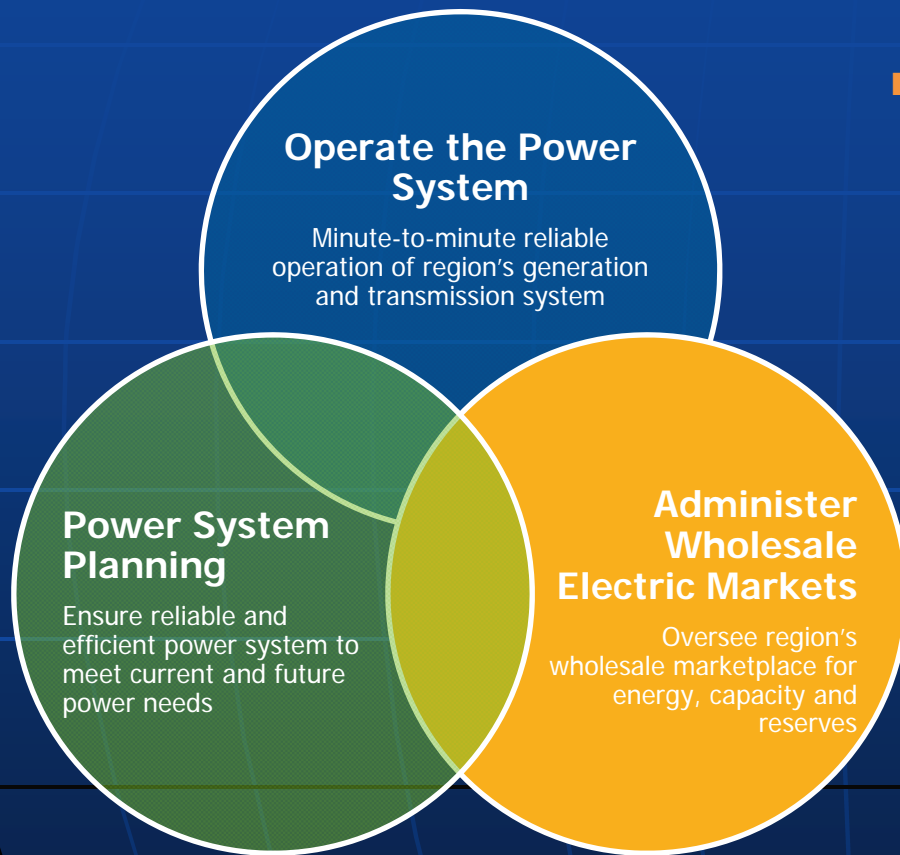 Operate the Power
System
Minute-to-minute reliable
operation of region's generation
and transmission system
Power System
Planning
Ensure reliable and
efficient power system to
meet current and future
power needs
Administer
Wholesale
Electric Markets
Oversee region's
wholesale marketplace for
energy, capacity and
reserves